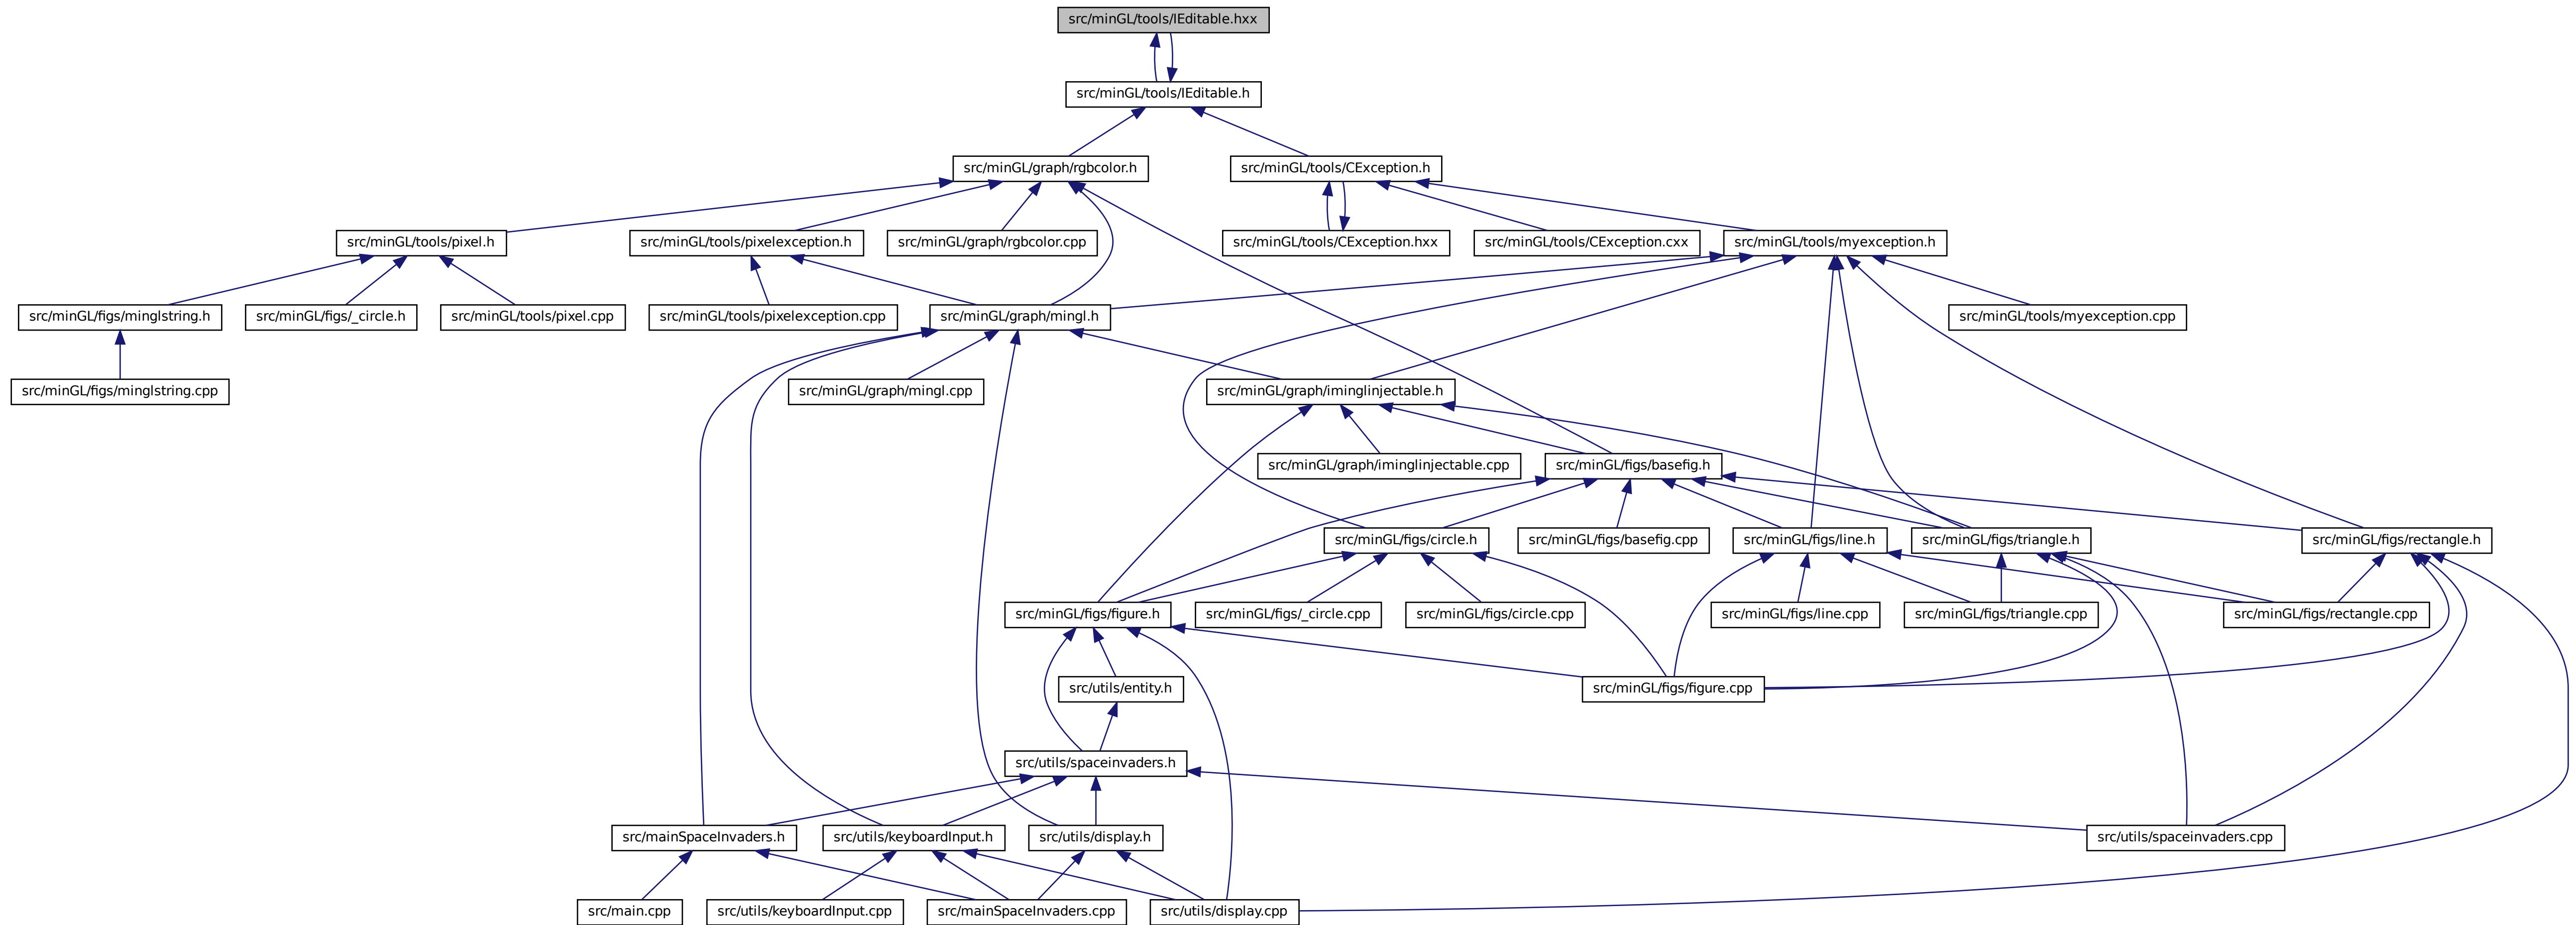 src/minGL/tools/IEditable.hxx
src/minGL/tools/IEditable.h
src/minGL/graph/rgbcolor.h
src/minGL/tools/CException.h
src/minGL/tools/pixel.h
src/minGL/tools/pixelexception.h
src/minGL/graph/rgbcolor.cpp
src/minGL/tools/CException.hxx
src/minGL/tools/CException.cxx
src/minGL/tools/myexception.h
src/minGL/figs/minglstring.h
src/minGL/figs/_circle.h
src/minGL/tools/pixel.cpp
src/minGL/tools/pixelexception.cpp
src/minGL/graph/mingl.h
src/minGL/tools/myexception.cpp
src/minGL/figs/minglstring.cpp
src/minGL/graph/mingl.cpp
src/minGL/graph/iminglinjectable.h
src/minGL/graph/iminglinjectable.cpp
src/minGL/figs/basefig.h
src/minGL/figs/circle.h
src/minGL/figs/basefig.cpp
src/minGL/figs/line.h
src/minGL/figs/triangle.h
src/minGL/figs/rectangle.h
src/minGL/figs/figure.h
src/minGL/figs/_circle.cpp
src/minGL/figs/circle.cpp
src/minGL/figs/line.cpp
src/minGL/figs/triangle.cpp
src/minGL/figs/rectangle.cpp
src/utils/entity.h
src/minGL/figs/figure.cpp
src/utils/spaceinvaders.h
src/mainSpaceInvaders.h
src/utils/keyboardInput.h
src/utils/display.h
src/utils/spaceinvaders.cpp
src/main.cpp
src/utils/keyboardInput.cpp
src/mainSpaceInvaders.cpp
src/utils/display.cpp